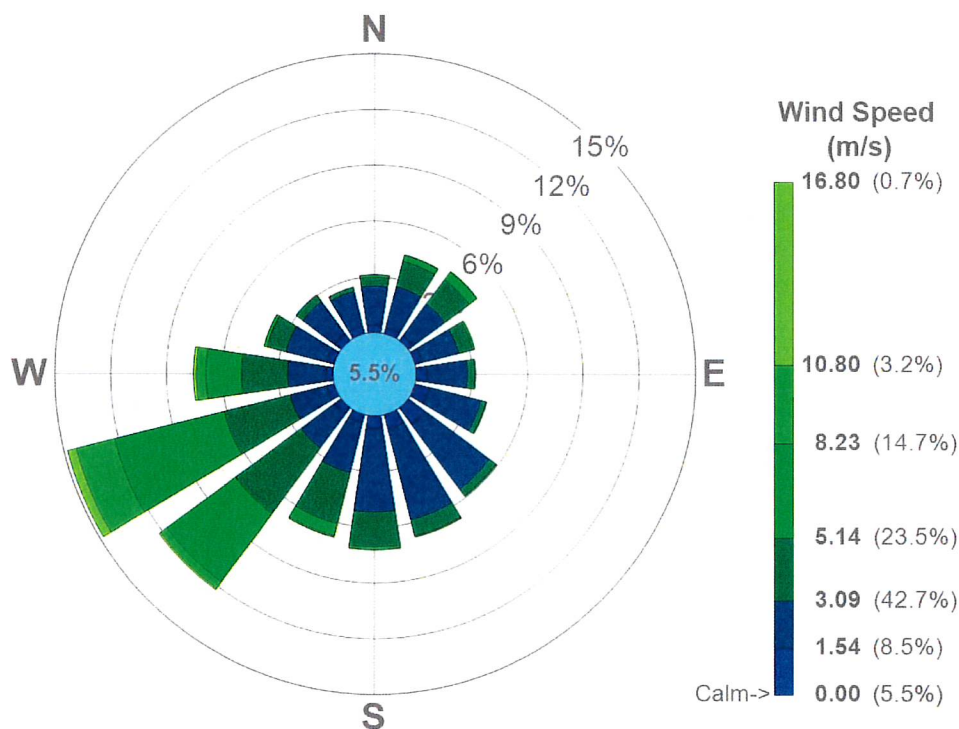 N
15%
12%
9%
6%
W
5.5%
E
S
Wind Speed
(m/s)
16.80 (0.7%)
10.80 (3.2%)
8.23 (14.7%)
5.14 (23.5%)
3.09 (42.7%)
1.54 (8.5%)
Calm-> 0.00 (5.5%)